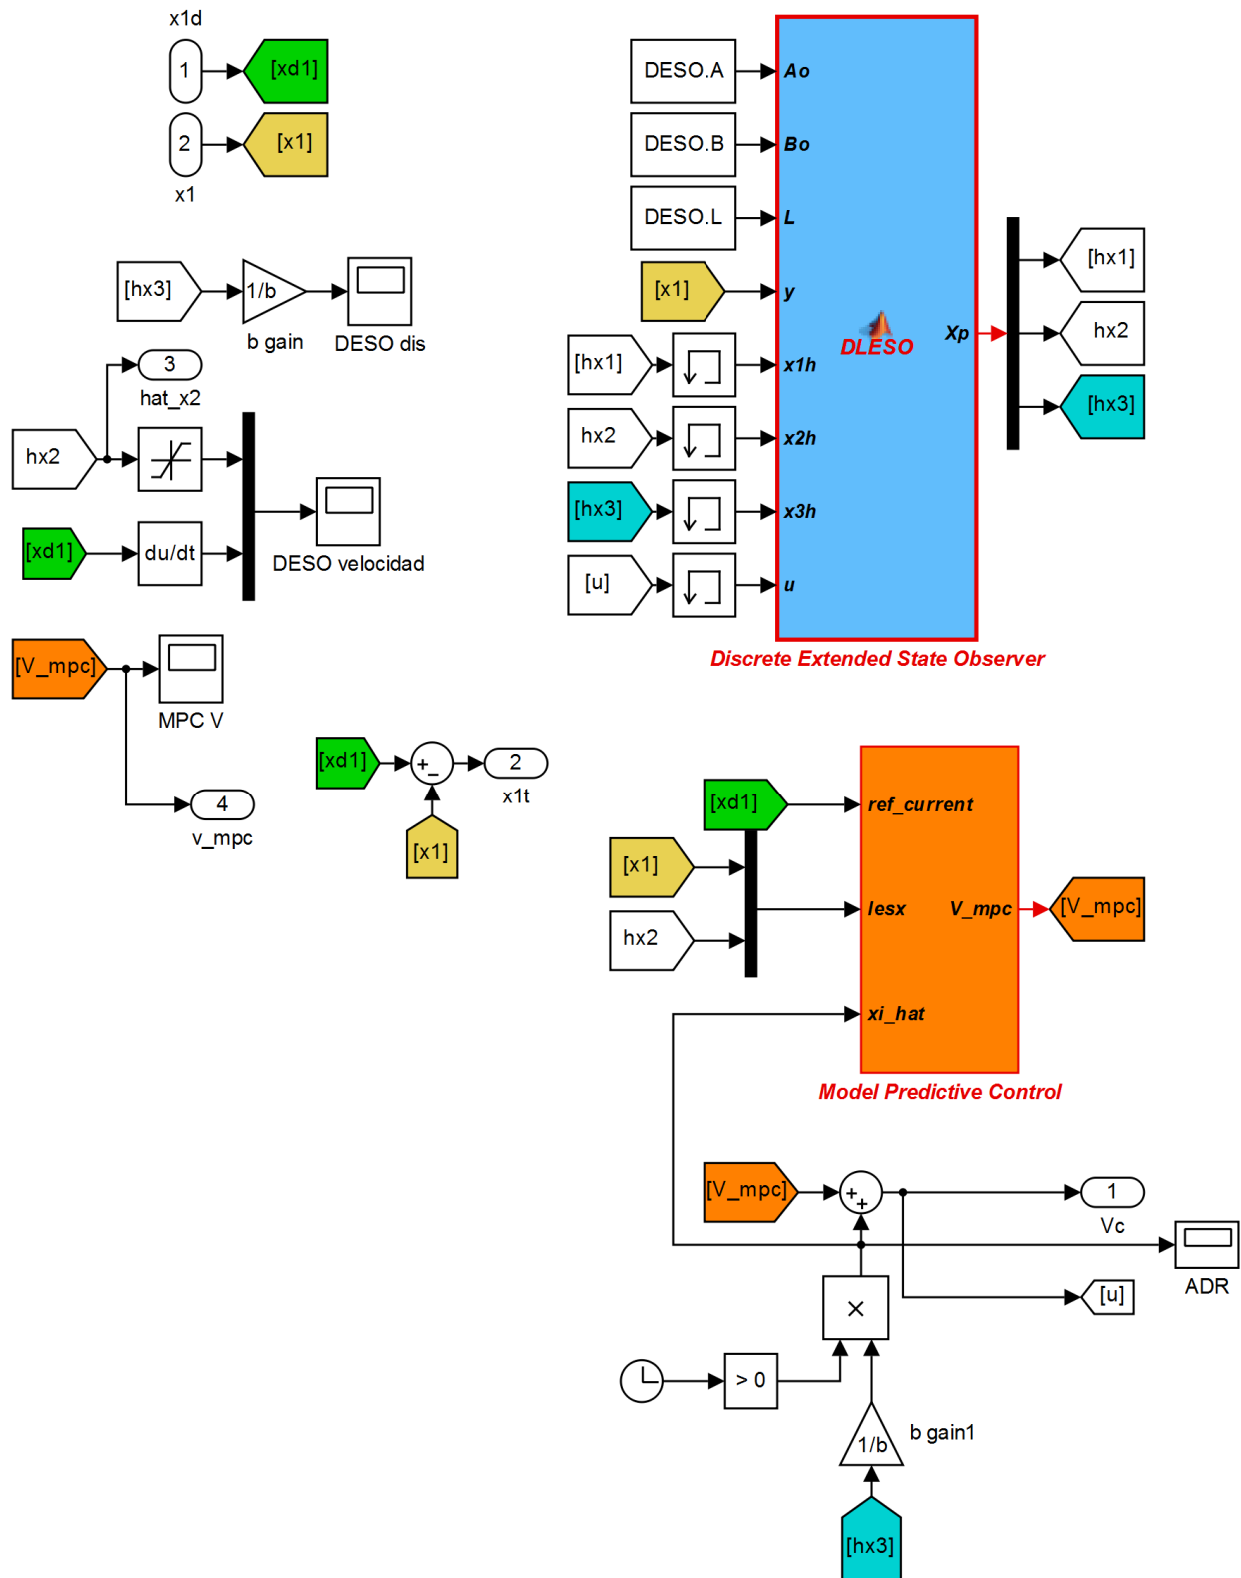 x1d
1
[xd1]
2
[x1]
x1
[hx3]
1/b
b gain
DESO dis
3
hat_x2
hx2
[xd1]
du/dt
DESO velocidad
[V_mpc]
MPC V
4
v_mpc
[xd1]
+
−
2
x1t
[x1]
DESO.A
Ao
DESO.B
Bo
DESO.L
L
[x1]
y
[hx1]
x1h
hx2
x2h
[hx3]
x3h
[u]
u
DLESO
Xp
[hx1]
hx2
[hx3]
Discrete Extended State Observer
[xd1]
ref_current
[x1]
hx2
Iesx
V_mpc
[V_mpc]
xi_hat
Model Predictive Control
[V_mpc]
+
+
1
Vc
ADR
[u]
×
> 0
1/b
b gain1
[hx3]